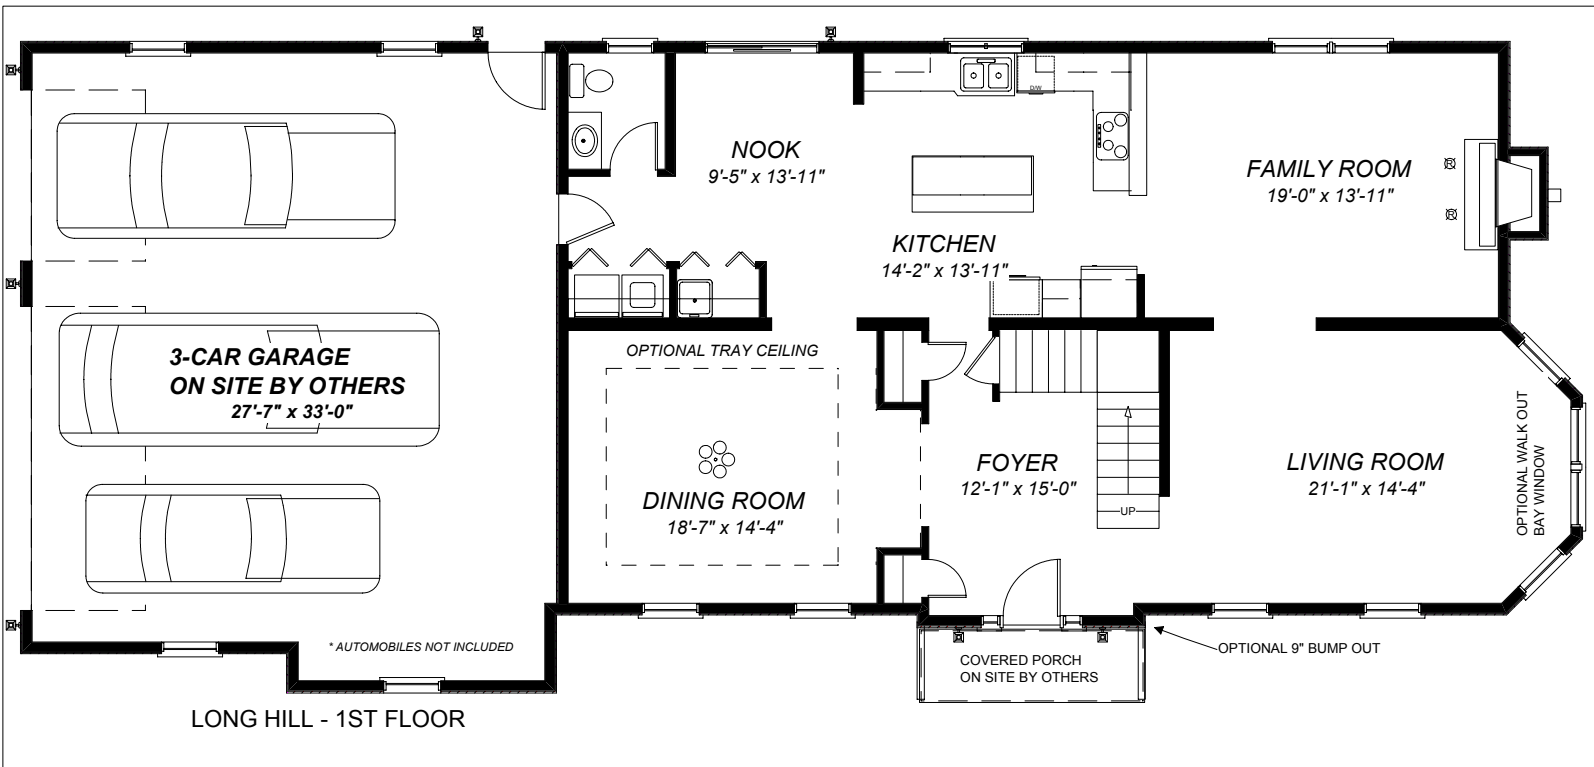 NOOK
9'-5" x 13'-11"
D/W
FAMILY ROOM
19'-0" x 13'-11"
KITCHEN
14'-2" x 13'-11"
3-CAR GARAGE
ON SITE BY OTHERS
27'-7" x 33'-0"
OPTIONAL TRAY CEILING
DINING ROOM
18'-7" x 14'-4"
FOYER
12'-1" x 15'-0"
UP
LIVING ROOM
21'-1" x 14'-4"
OPTIONAL WALK OUT
BAY WINDOW
* AUTOMOBILES NOT INCLUDED
COVERED PORCH
ON SITE BY OTHERS
OPTIONAL 9" BUMP OUT
LONG HILL - 1ST FLOOR